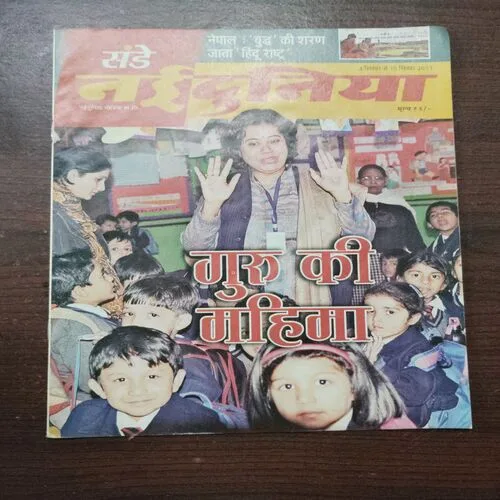 नेपाल : 'बुद्ध' की शरण
जाता 'हिंदू राष्ट्र'
संडे
नईदुनिया
गुरु की
महिमा